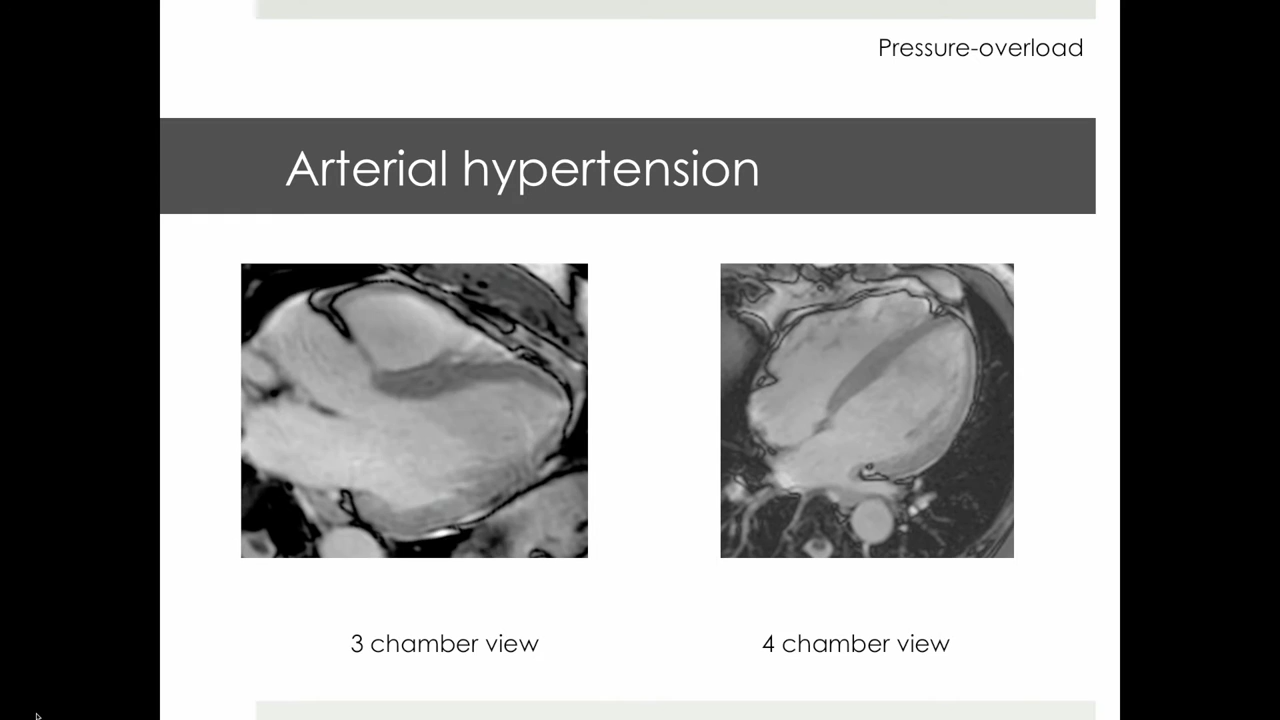 Pressure-overload
Arterial hypertension
3 chamber view
4 chamber view